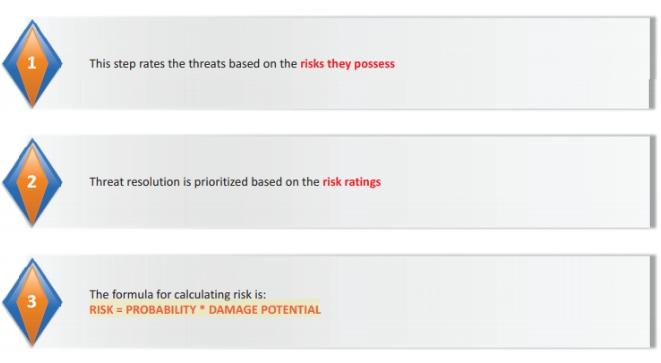 1
This step rates the threats based on the risks they possess
2
Threat resolution is prioritized based on the risk ratings
3
The formula for calculating risk is:
RISK = PROBABILITY * DAMAGE POTENTIAL